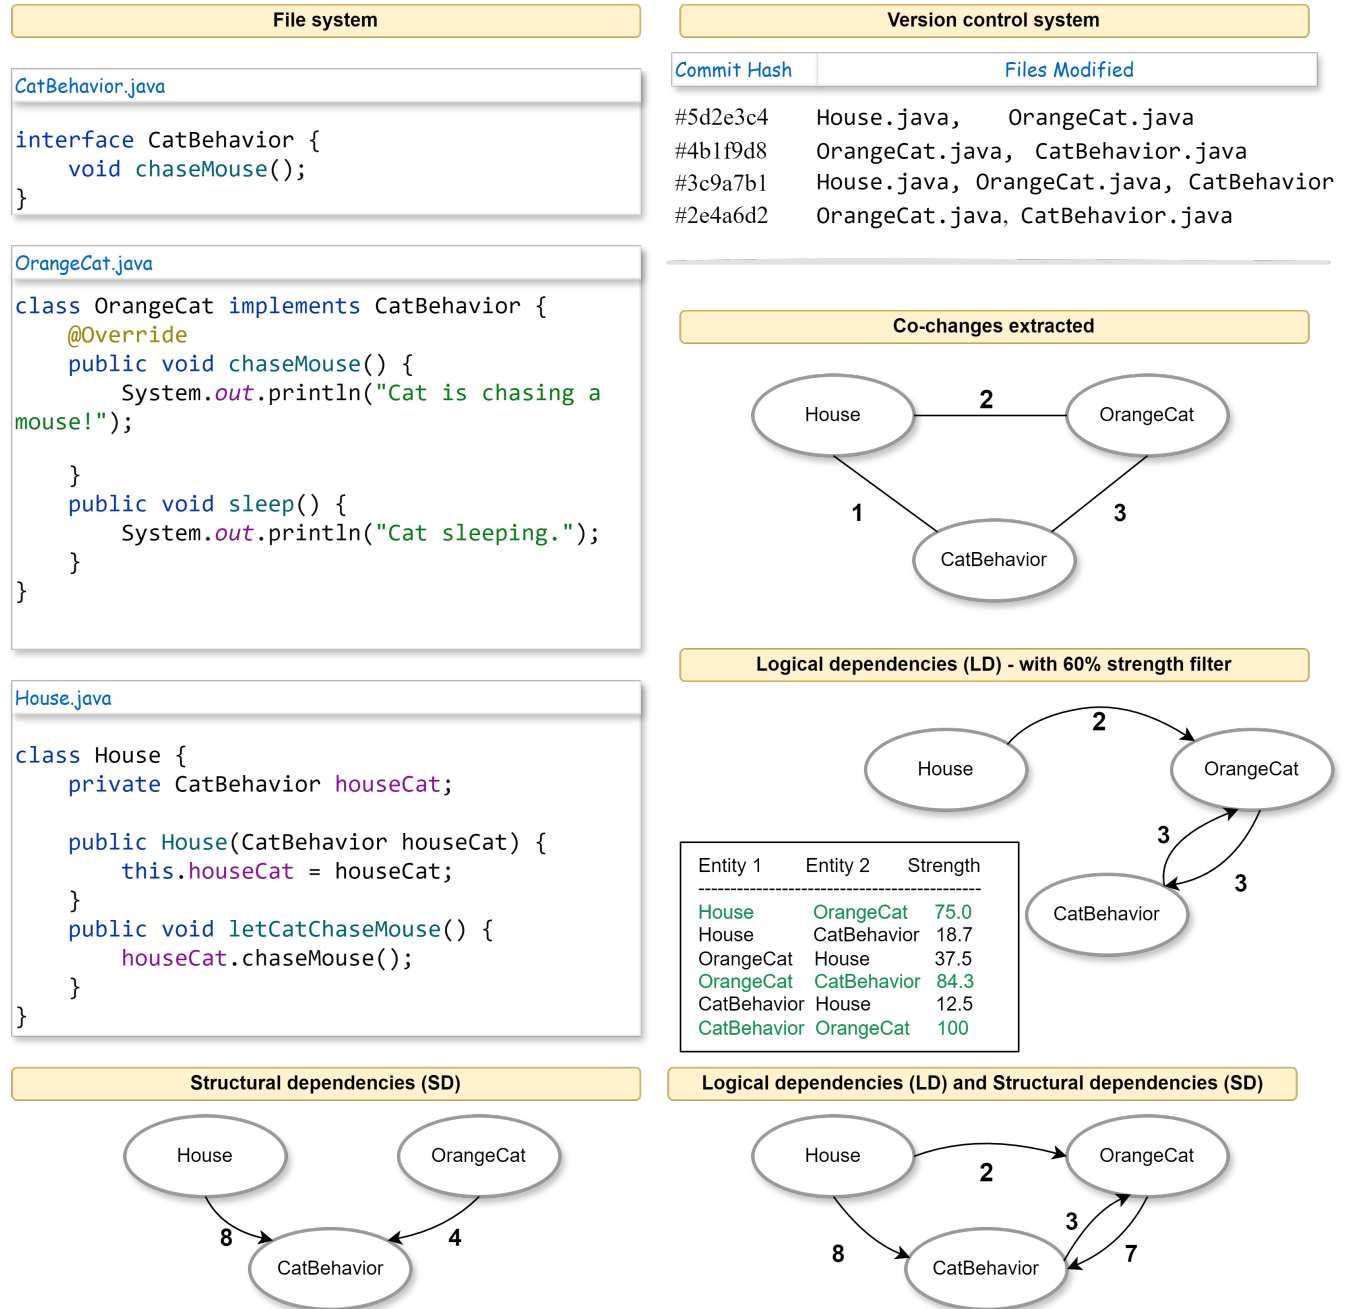 File system
CatBehavior.java
interface CatBehavior {
void chaseMouse();
}
OrangeCat.java
class OrangeCat implements CatBehavior {
@Override
public void chaseMouse() {
System.out.println("Cat is chasing a
mouse!");
}
public void sleep() {
System.out.println("Cat sleeping.");
}
}
House.java
class House {
private CatBehavior houseCat;
public House(CatBehavior houseCat) {
this.houseCat = houseCat;
}
public void letCatChaseMouse() {
houseCat.chaseMouse();
}
}
Structural dependencies (SD)
House
OrangeCat
8
4
CatBehavior
Version control system
Commit Hash Files Modified
#5d2e3c4 House.java, OrangeCat.java
#4b1f9d8 OrangeCat.java, CatBehavior.java
#3c9a7b1 House.java, OrangeCat.java, CatBehavior
#2e4a6d2 OrangeCat.java, CatBehavior.java
Co-changes extracted
House
2
OrangeCat
1
3
CatBehavior
Logical dependencies (LD) - with 60% strength filter
2
House
OrangeCat
3
3
CatBehavior
Entity 1 Entity 2 Strength
--------------------------------------------
House OrangeCat 75.0
House CatBehavior 18.7
OrangeCat House 37.5
OrangeCat CatBehavior 84.3
CatBehavior House 12.5
CatBehavior OrangeCat 100
Logical dependencies (LD) and Structural dependencies (SD)
House
2
OrangeCat
8
3
7
CatBehavior